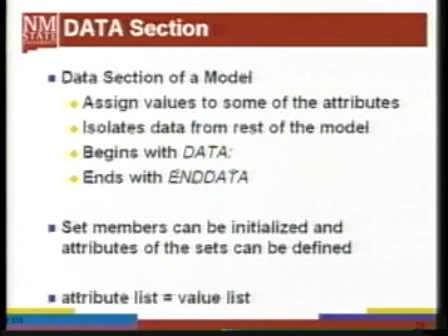 NM
STATE
DATA Section
Data Section of a Model
Assign values to some of the attributes
Isolates data from rest of the model
Begins with DATA:
Ends with ENDDATA
Set members can be initialized and
attributes of the sets can be defined
attribute list = value list